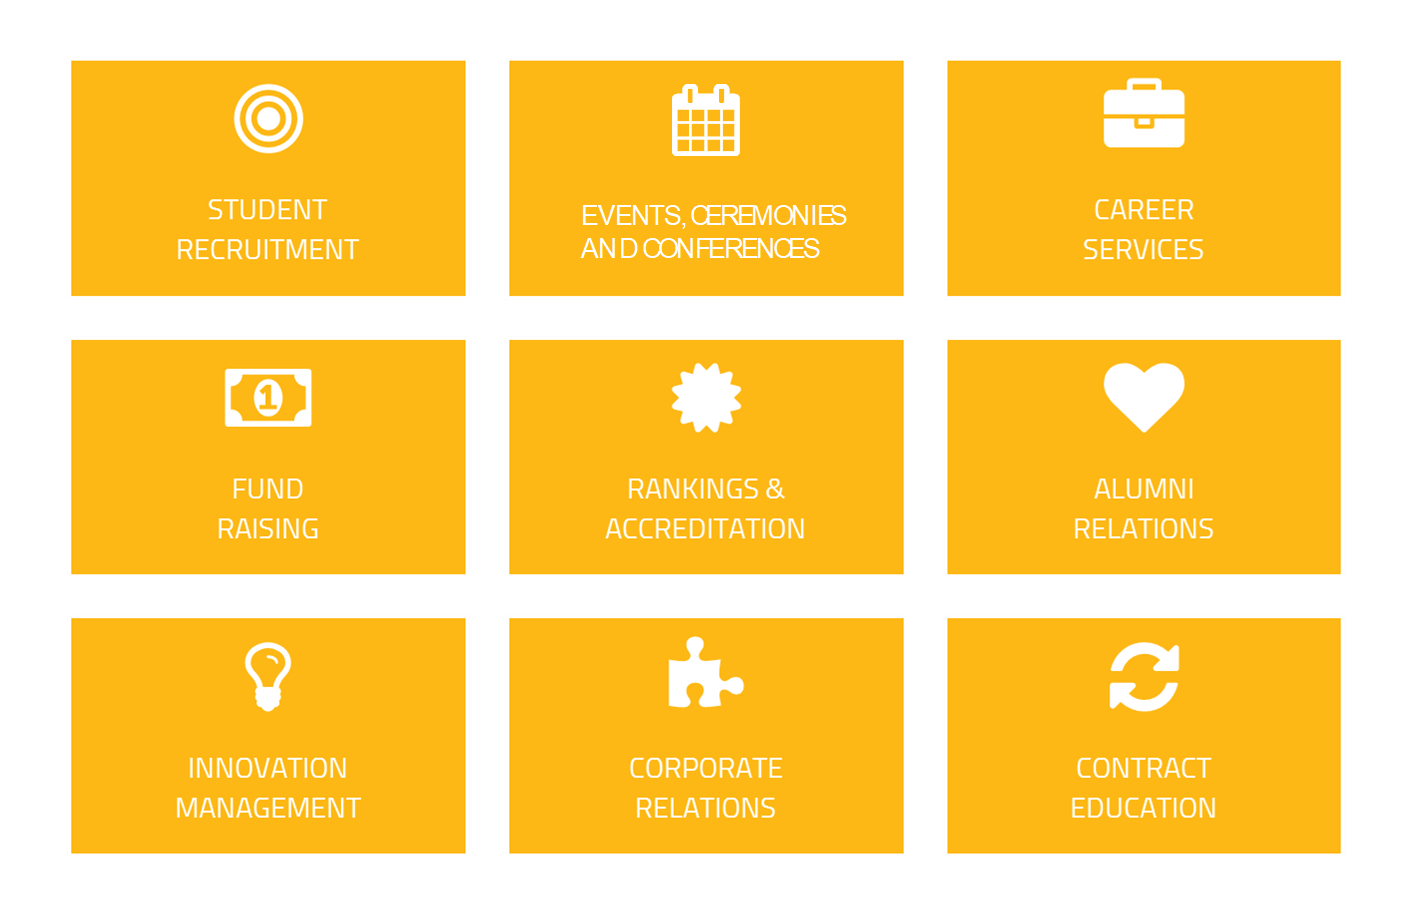 STUDENT
RECRUITMENT
EVENTS, CEREMONIES
AND CONFERENCES
CAREER
SERVICES
1
FUND
RAISING
RANKINGS &
ACCREDITATION
ALUMNI
RELATIONS
INNOVATION
MANAGEMENT
CORPORATE
RELATIONS
CONTRACT
EDUCATION